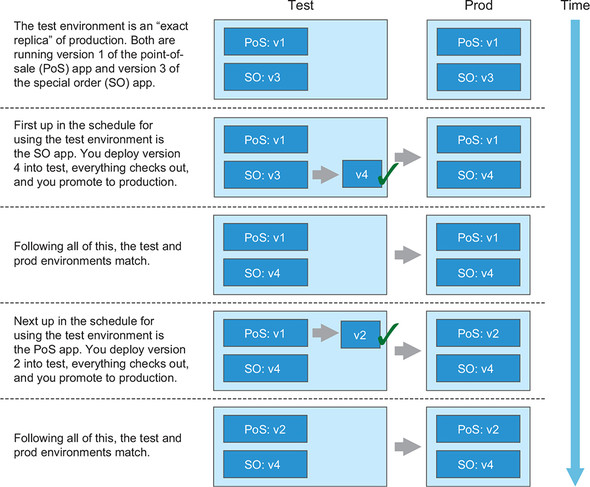 Test Prod Time
The test environment is an “exact
replica” of production. Both are
running version 1 of the point-of-
sale (PoS) app and version 3 of
the special order (SO) app.
PoS: v1 PoS: v1
SO: v3 SO: v3
First up in the schedule for
using the test environment is
the SO app. You deploy version
4 into test, everything checks out,
and you promote to production.
PoS: v1 PoS: v1
SO: v3 v4 SO: v4
Following all of this, the test and
prod environments match.
PoS: v1 PoS: v1
SO: v4 SO: v4
Next up in the schedule for
using the test environment is
the PoS app. You deploy version
2 into test, everything checks out,
and you promote to production.
PoS: v1 v2 PoS: v2
SO: v4 SO: v4
Following all of this, the test and
prod environments match.
PoS: v2 PoS: v2
SO: v4 SO: v4